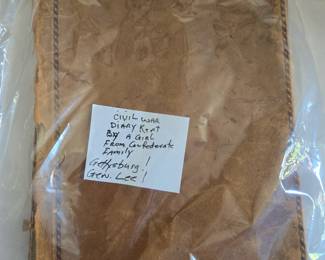 CIVIL WAR
DIARY KEPT
BY A GIRL
FROM CONFEDERATE
FAMILY
Gettysburg!
Gen. Lee!